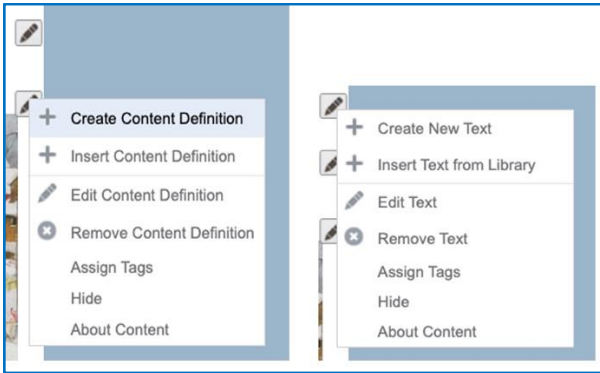 Create Content Definition
Insert Content Definition
Edit Content Definition
Remove Content Definition
Assign Tags
Hide
About Content
Create New Text
Insert Text from Library
Edit Text
Remove Text
Assign Tags
Hide
About Content